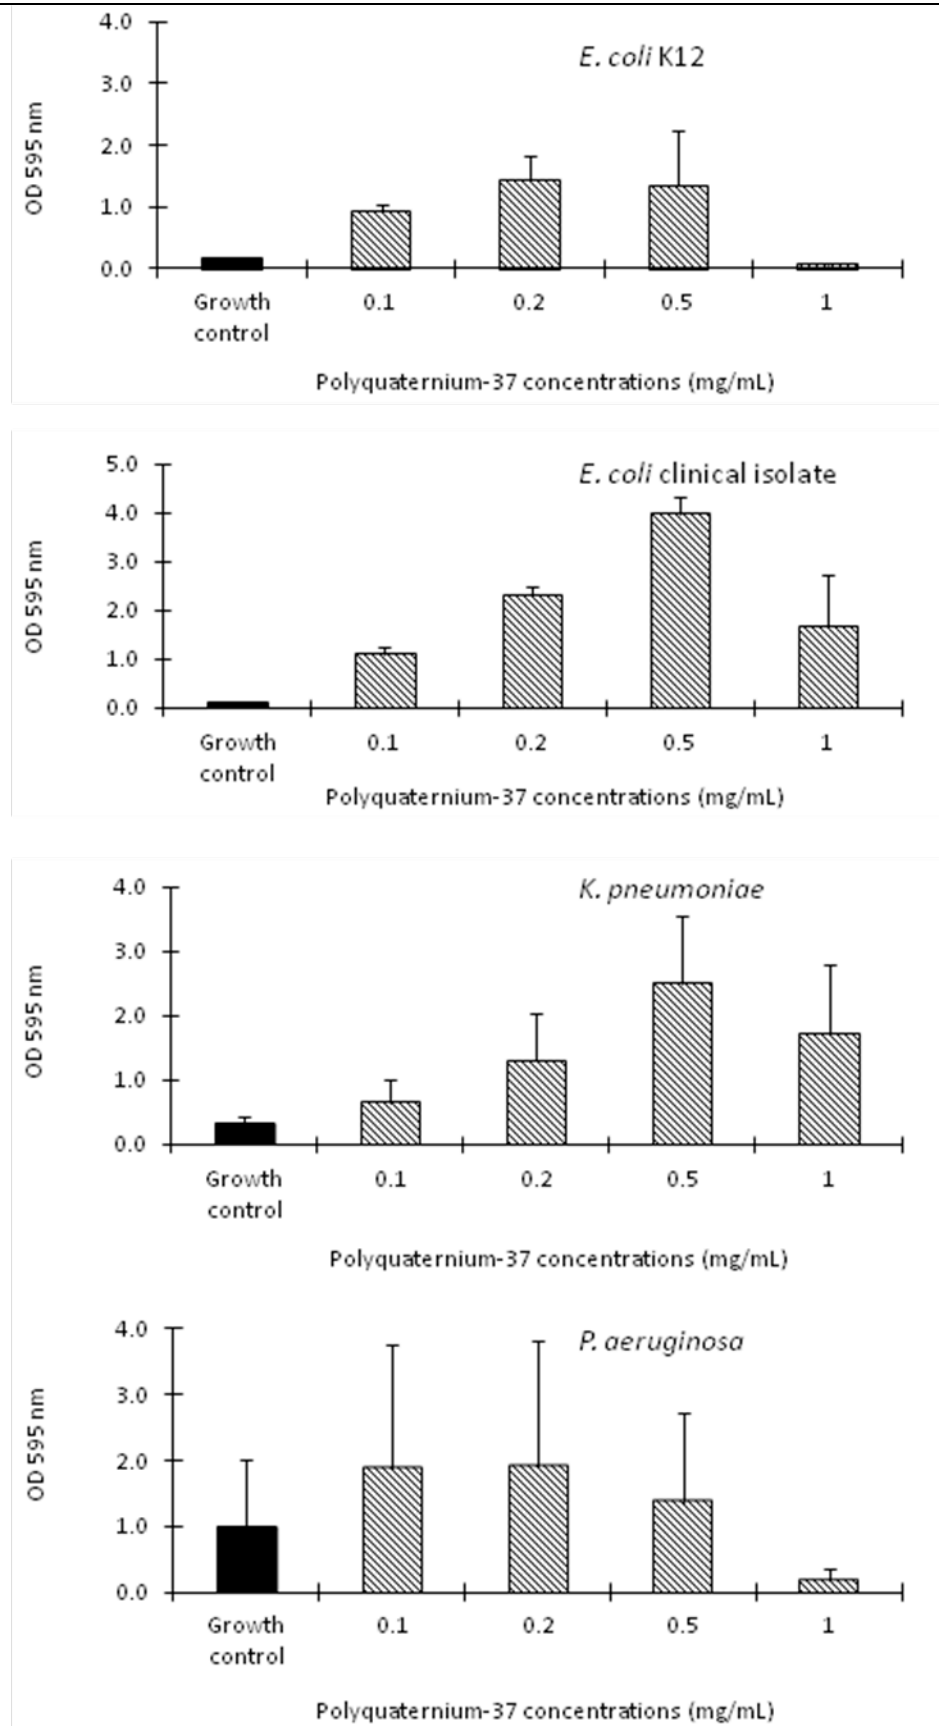 4.0
E. coli K12
3.0
2.0
1.0
0.0
OD 595 nm
Growth control 0.1 0.2 0.5 1
Polyquaternium-37 concentrations (mg/mL)
5.0
E. coli clinical isolate
4.0
3.0
2.0
1.0
0.0
OD 595 nm
Growth control 0.1 0.2 0.5 1
Polyquaternium-37 concentrations (mg/mL)
4.0
K. pneumoniae
3.0
2.0
1.0
0.0
OD 595 nm
Growth control 0.1 0.2 0.5 1
Polyquaternium-37 concentrations (mg/mL)
4.0
P. aeruginosa
3.0
2.0
1.0
0.0
OD 595 nm
Growth control 0.1 0.2 0.5 1
Polyquaternium-37 concentrations (mg/mL)